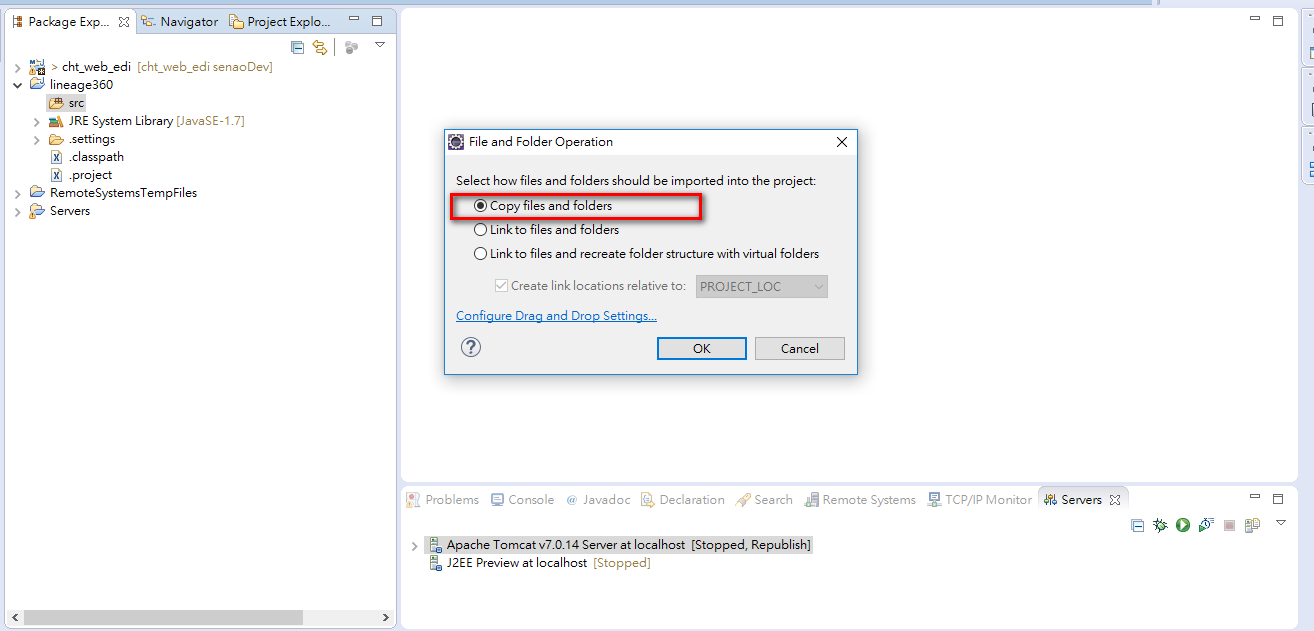 Package Exp...
Navigator
Project Explo...
> cht_web_edi [cht_web_edi senaoDev]
lineage360
src
JRE System Library [JavaSE-1.7]
.settings
.classpath
.project
RemoteSystemsTempFiles
Servers
File and Folder Operation
Select how files and folders should be imported into the project:
Copy files and folders
Link to files and folders
Link to files and recreate folder structure with virtual folders
Create link locations relative to: PROJECT_LOC
Configure Drag and Drop Settings...
OK Cancel
Problems Console Javadoc Declaration Search Remote Systems TCP/IP Monitor Servers
Apache Tomcat v7.0.14 Server at localhost [Stopped, Republish]
J2EE Preview at localhost [Stopped]